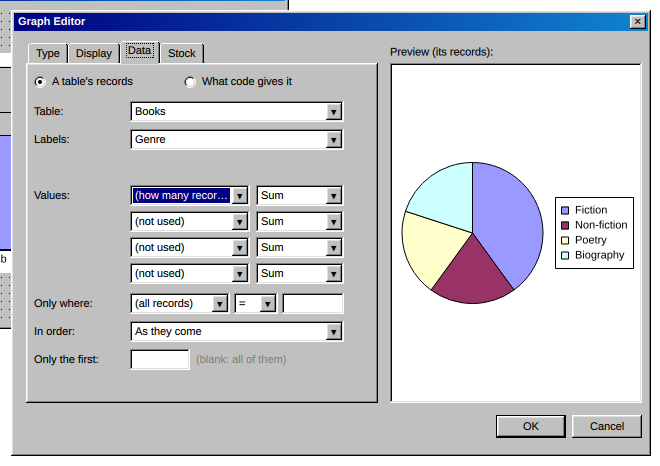 Graph Editor
Type Display Data Stock
Preview (its records):
A table's records What code gives it
Table: Books
Labels: Genre
Values: (how many recor... Sum
(not used) Sum
(not used) Sum
(not used) Sum
Only where: (all records) =
In order: As they come
Only the first: (blank: all of them)
Fiction
Non-fiction
Poetry
Biography
OK Cancel
b